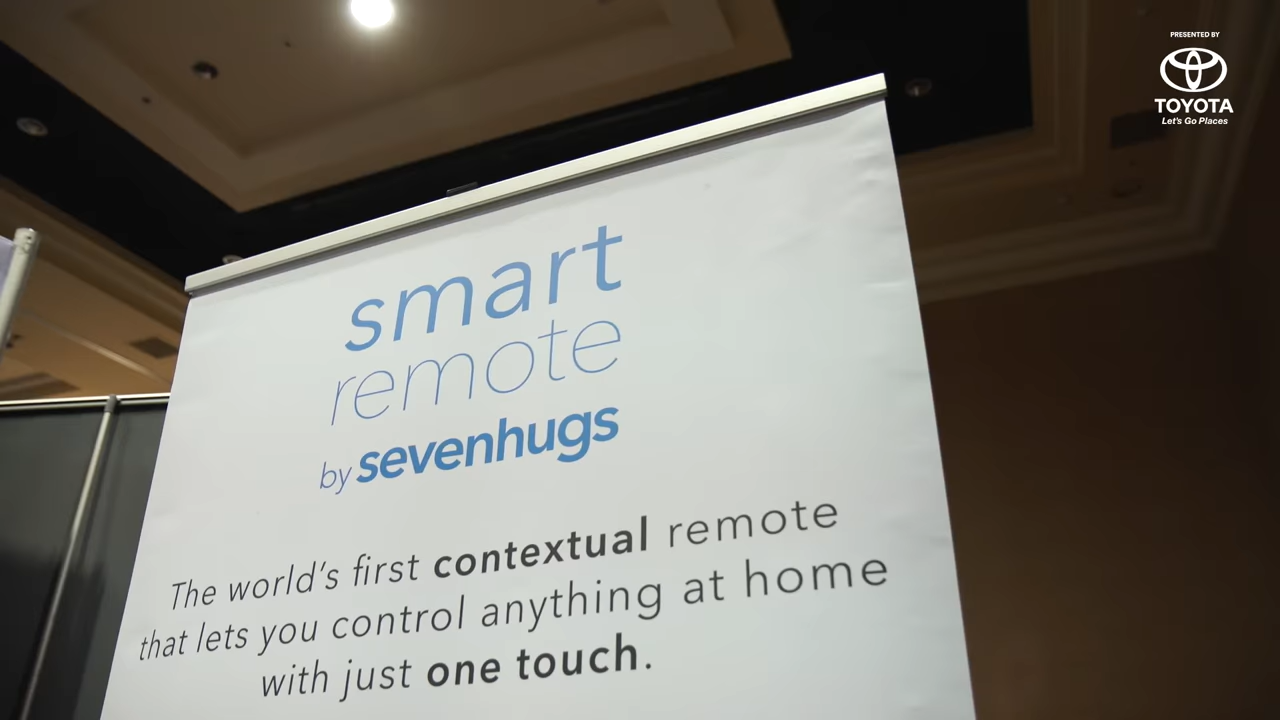 PRESENTED BY
TOYOTA
Let's Go Places
smart
remote
by sevenhugs
The world's first contextual remote
that lets you control anything at home
with just one touch.